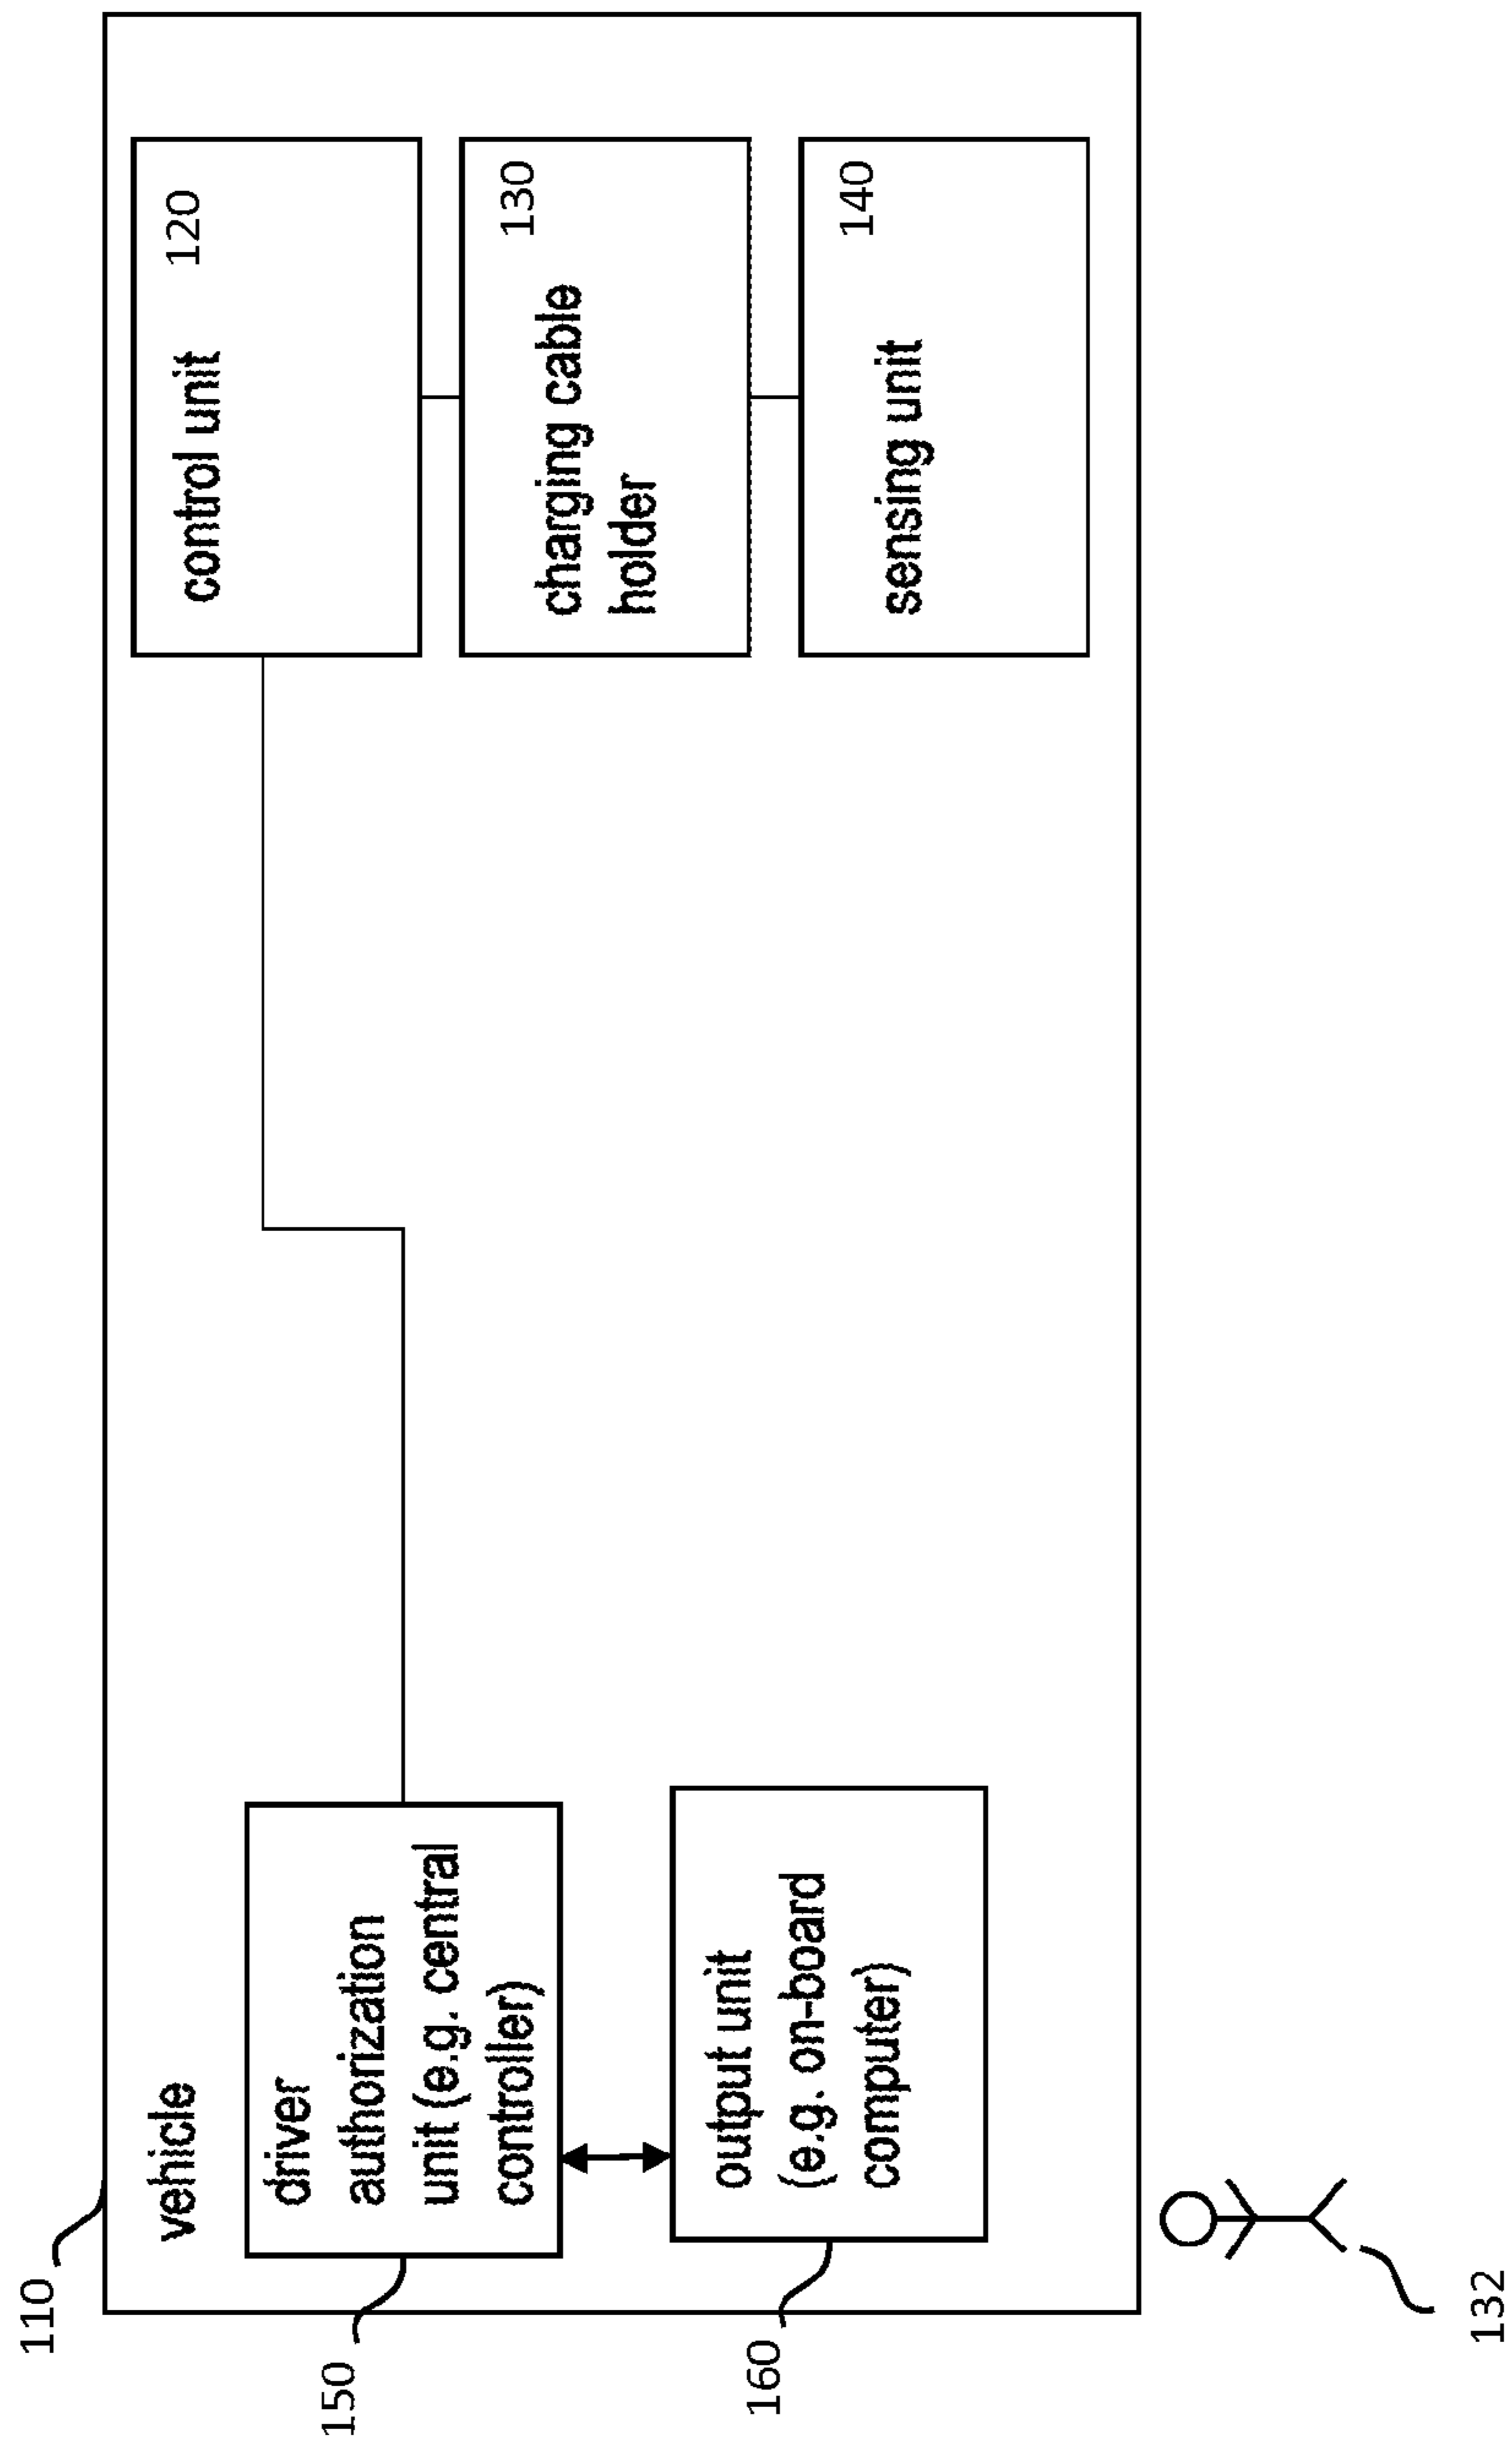 110
vehicle
150
driver
authorization
unit (e.g. central
controller)
160
output unit
(e.g. on-board
computer)
120
control unit
130
charging cable
holder
140
sensing unit
132